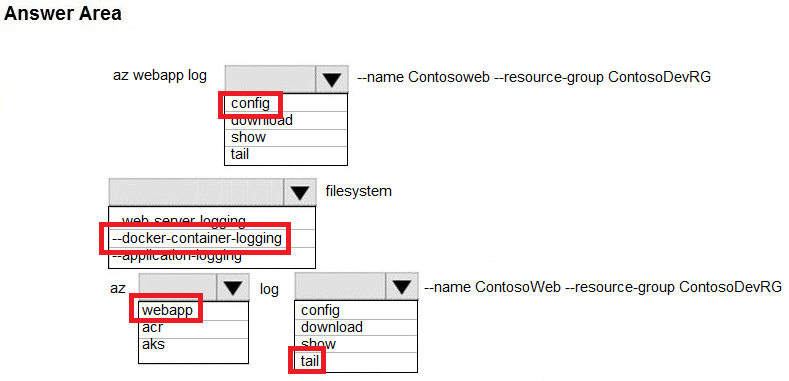 Answer Area
az webapp log --name Contosoweb --resource-group ContosoDevRG
config
download
show
tail
filesystem
--web-server-logging
--docker-container-logging
--application-logging
az log --name ContosoWeb --resource-group ContosoDevRG
webapp
acr
aks
config
download
show
tail